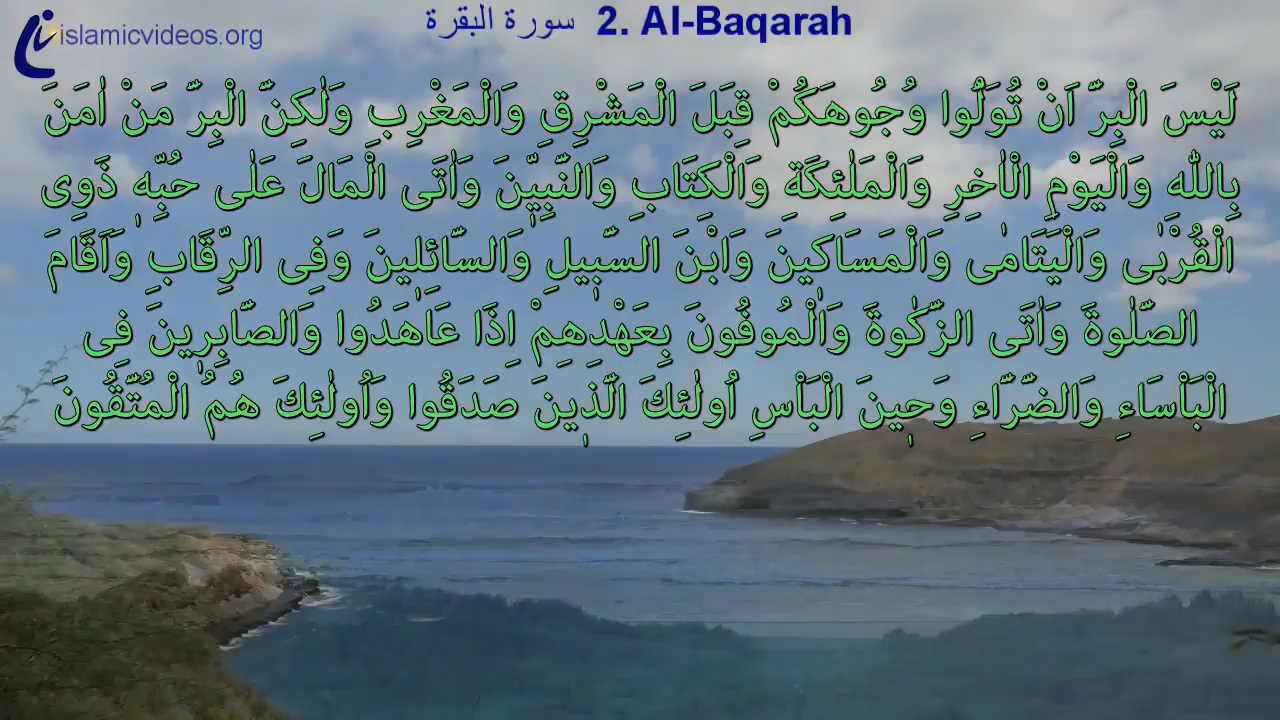 islamicvideos.org
سورة البقرة 2. Al-Baqarah
لَيْسَ الْبِرَّ اَنْ تُوَلُّوا وُجُوهَكُمْ قِبَلَ الْمَشْرِقِ وَالْمَغْرِبِ وَلٰكِنَّ الْبِرَّ مَنْ اٰمَنَ
بِاللّٰهِ وَالْيَوْمِ الْاٰخِرِ وَالْمَلٰئِكَةِ وَالْكِتَابِ وَالنَّبِيّٖنَ وَاٰتَى الْمَالَ عَلٰى حُبِّهٖ ذَوِى
الْقُرْبٰى وَالْيَتَامٰى وَالْمَسَاكٖينَ وَابْنَ السَّبٖيلِ وَالسَّائِلٖينَ وَفِى الرِّقَابِ وَاَقَامَ
الصَّلٰوةَ وَاٰتَى الزَّكٰوةَ وَالْمُوفُونَ بِعَهْدِهِمْ اِذَا عَاهَدُوا وَالصَّابِرٖينَ فِى
الْبَاْسَاءِ وَالضَّرَّاءِ وَحٖينَ الْبَاْسِ اُولٰئِكَ الَّذٖينَ صَدَقُوا وَاُولٰئِكَ هُمُ الْمُتَّقُونَ